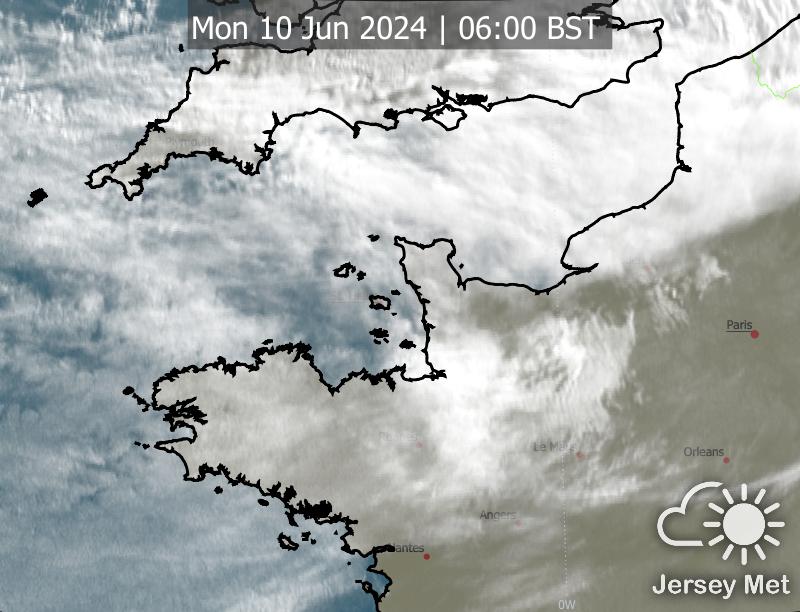 Mon 10 Jun 2024 | 06:00 BST
Paris
Le Mans
Orleans
Angers
Nantes
Jersey Met
0W